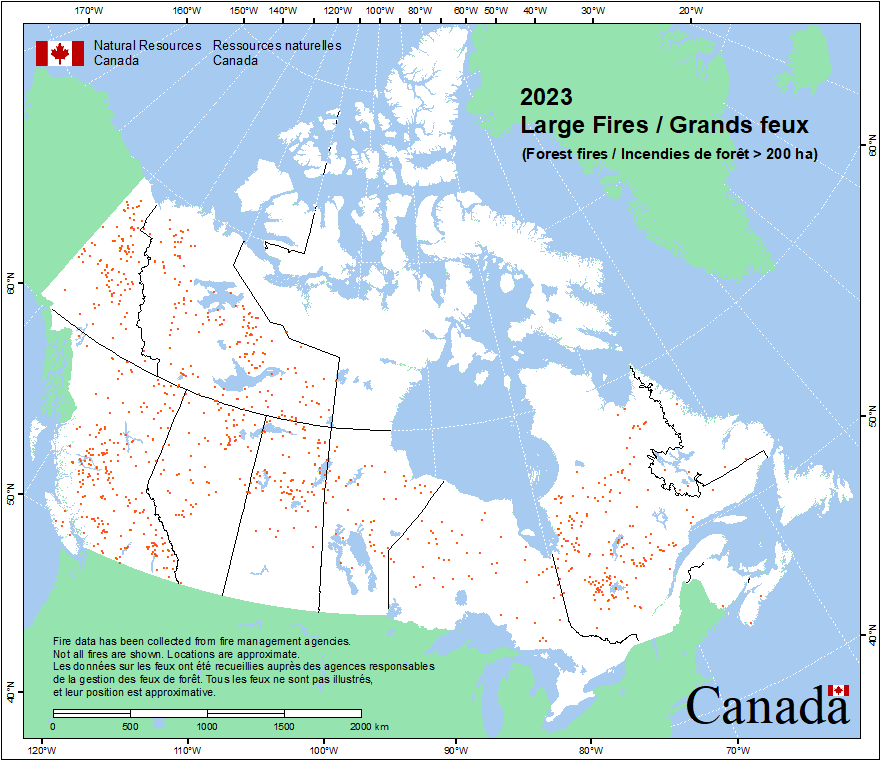 170°W 160°W 150°W 140°W 120°W 100°W 80°W 60°W 50°W 40°W 30°W 20°W
Natural Resources Ressources naturelles
Canada Canada
2023
Large Fires / Grands feux
(Forest fires / Incendies de forêt > 200 ha)
60°N
60°N
50°N
50°N
40°N
40°N
Fire data has been collected from fire management agencies.
Not all fires are shown. Locations are approximate.
Les données sur les feux ont été recueillies auprès des agences responsables
de la gestion des feux de forêt. Tous les feux ne sont pas illustrés,
et leur position est approximative.
Canada
0 500 1000 1500 2000 km
120°W 110°W 100°W 90°W 80°W 70°W